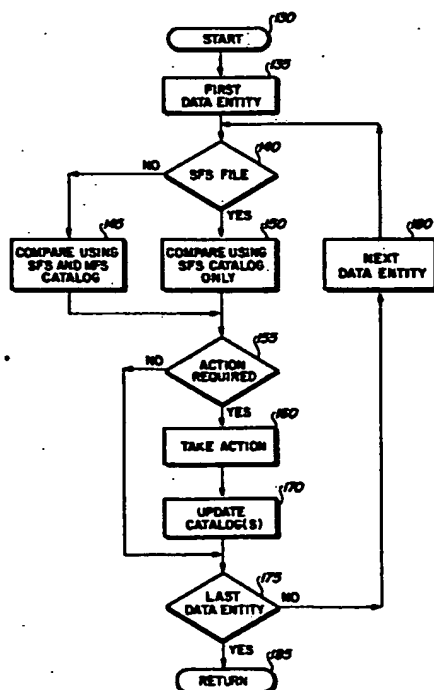 130
START
135
FIRST
DATA ENTITY
140
SFS FILE
NO
YES
145
COMPARE USING
SFS AND MFS
CATALOG
150
COMPARE USING
SFS CATALOG
ONLY
180
NEXT
DATA ENTITY
155
ACTION
REQUIRED
NO
YES
160
TAKE ACTION
170
UPDATE
CATALOG(S)
175
LAST
DATA ENTITY
NO
YES
185
RETURN